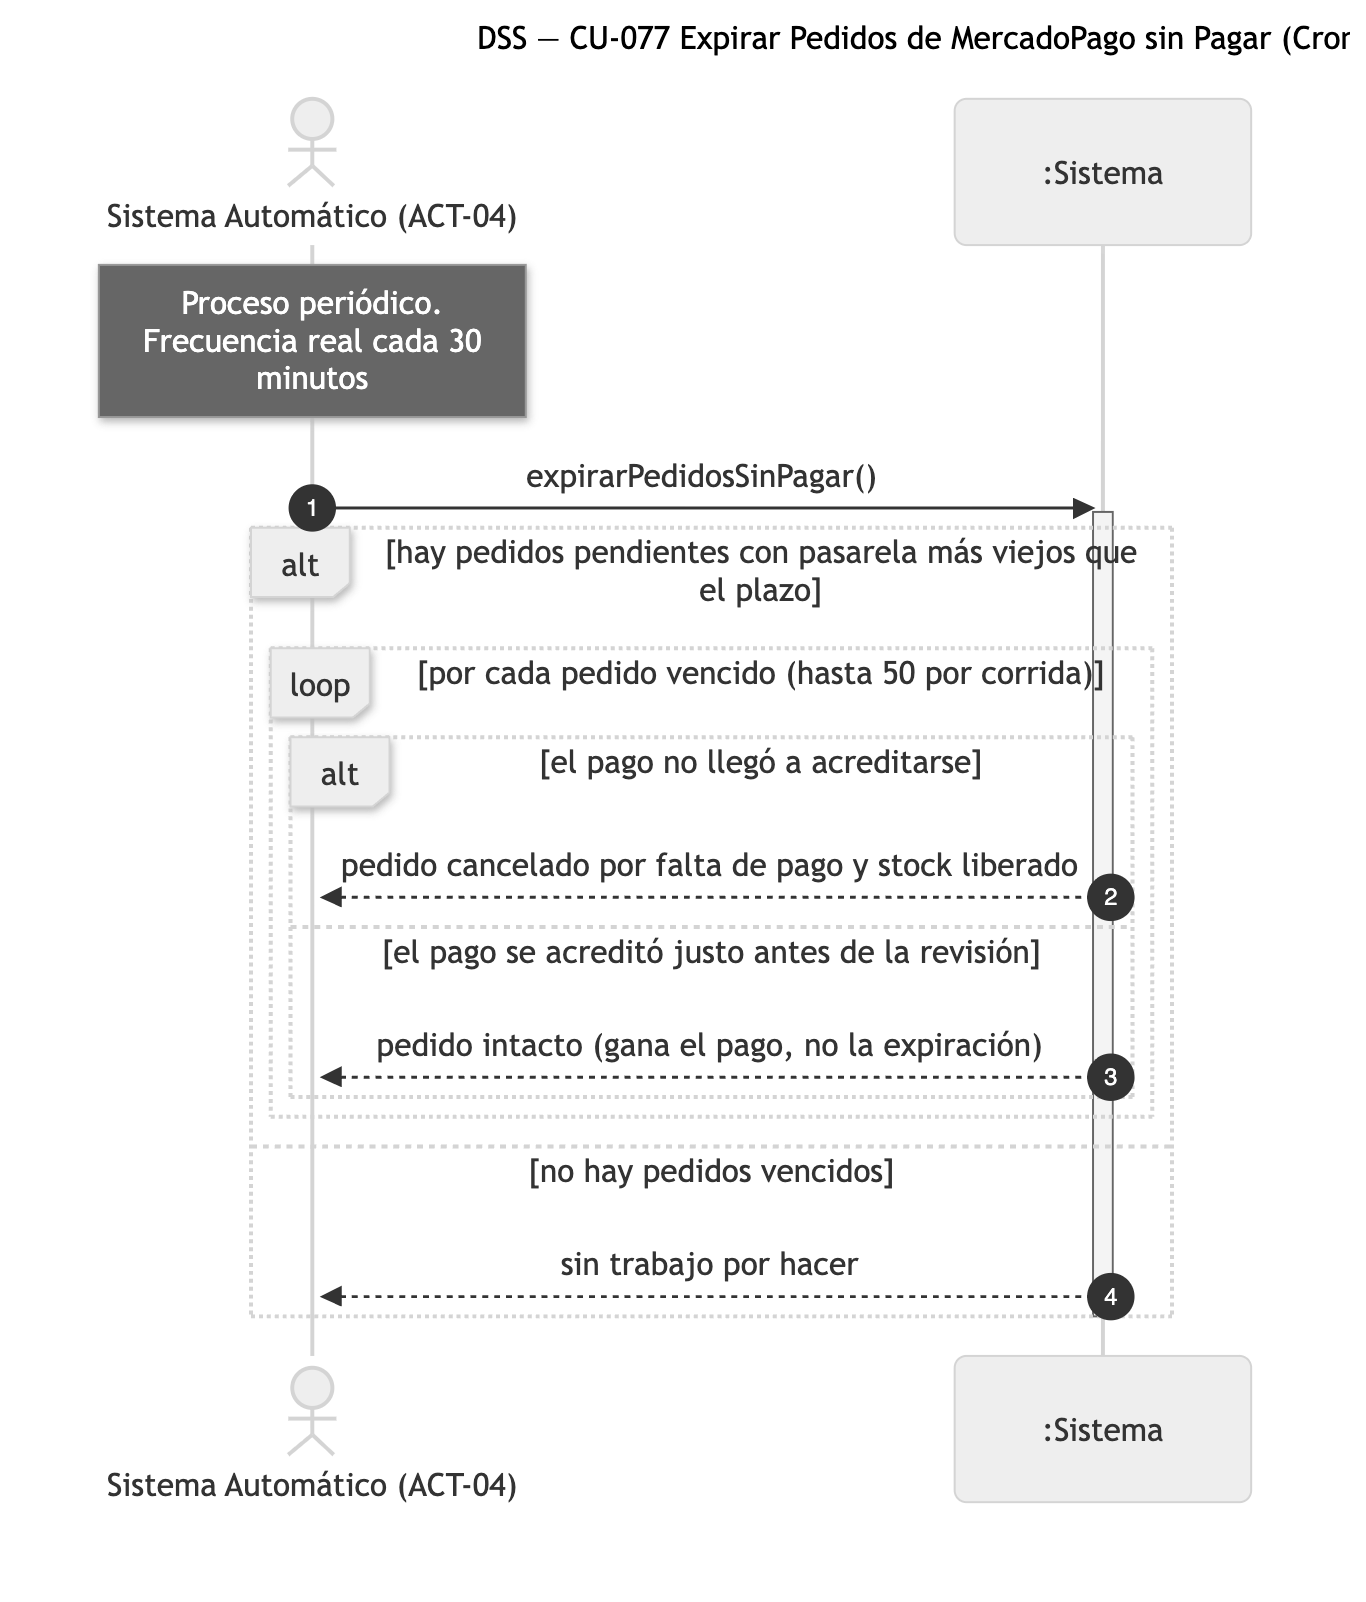 DSS — CU-077 Expirar Pedidos de MercadoPago sin Pagar (Cron
Sistema Automático (ACT-04)
:Sistema
Proceso periódico.
Frecuencia real cada 30
minutos
expirarPedidosSinPagar()
1
alt
[hay pedidos pendientes con pasarela más viejos que
el plazo]
loop
[por cada pedido vencido (hasta 50 por corrida)]
alt
[el pago no llegó a acreditarse]
pedido cancelado por falta de pago y stock liberado
2
[el pago se acreditó justo antes de la revisión]
pedido intacto (gana el pago, no la expiración)
3
[no hay pedidos vencidos]
sin trabajo por hacer
4
Sistema Automático (ACT-04)
:Sistema